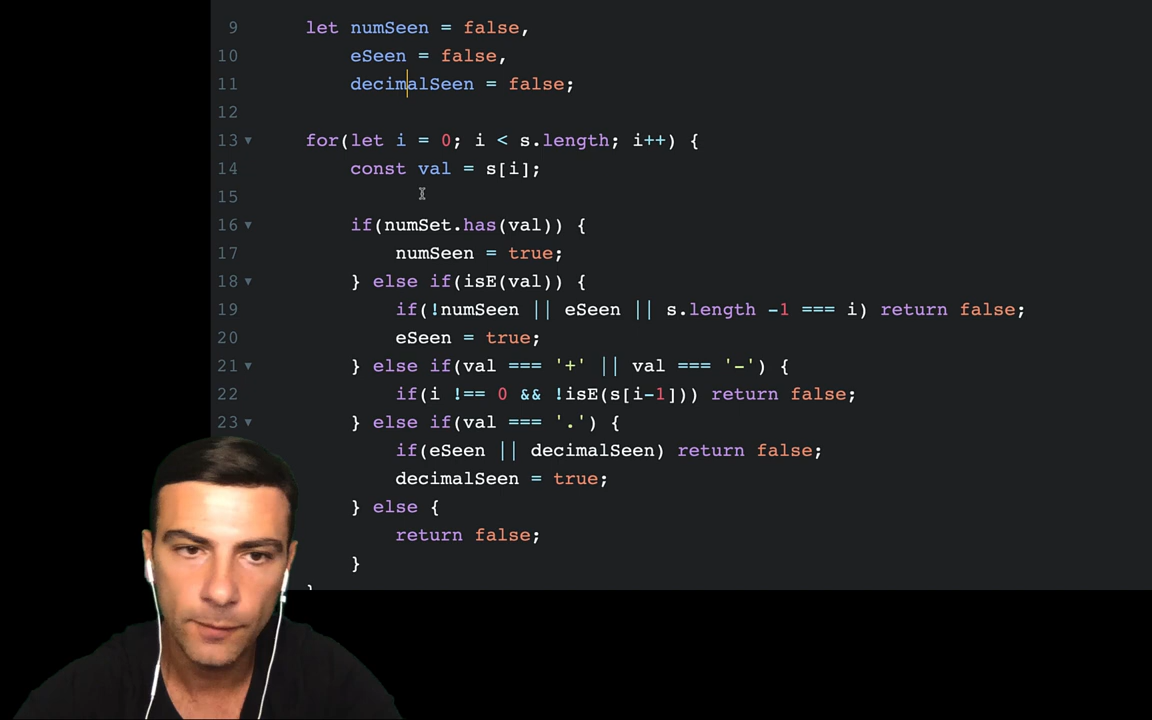 9 let numSeen = false,
10 eSeen = false,
11 decimalSeen = false;
12
13 for(let i = 0; i < s.length; i++) {
14 const val = s[i];
15
16 if(numSet.has(val)) {
17 numSeen = true;
18 } else if(isE(val)) {
19 if(!numSeen || eSeen || s.length -1 === i) return false;
20 eSeen = true;
21 } else if(val === '+' || val === '-') {
22 if(i !== 0 && !isE(s[i-1])) return false;
23 } else if(val === '.') {
if(eSeen || decimalSeen) return false;
decimalSeen = true;
} else {
return false;
}